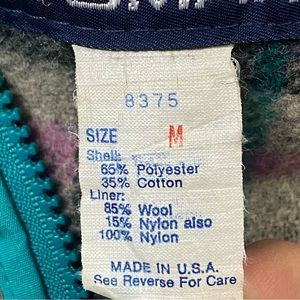 8375
SIZE M
Shell:
65% Polyester
35% Cotton
Liner:
85% Wool
15% Nylon also
100% Nylon
MADE IN U.S.A.
See Reverse For Care